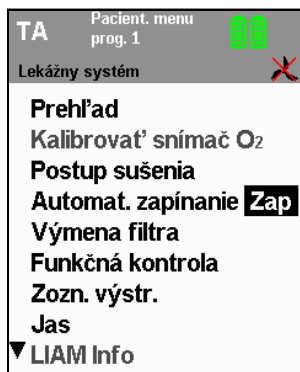 TA
Pacient. menu
prog. 1
Lekážny systém
Prehľad
Kalibrovať snímač O₂
Postup sušenia
Automat. zapínanie Zap
Výmena filtra
Funkčná kontrola
Zozn. výstr.
Jas
▼ LIAM Info